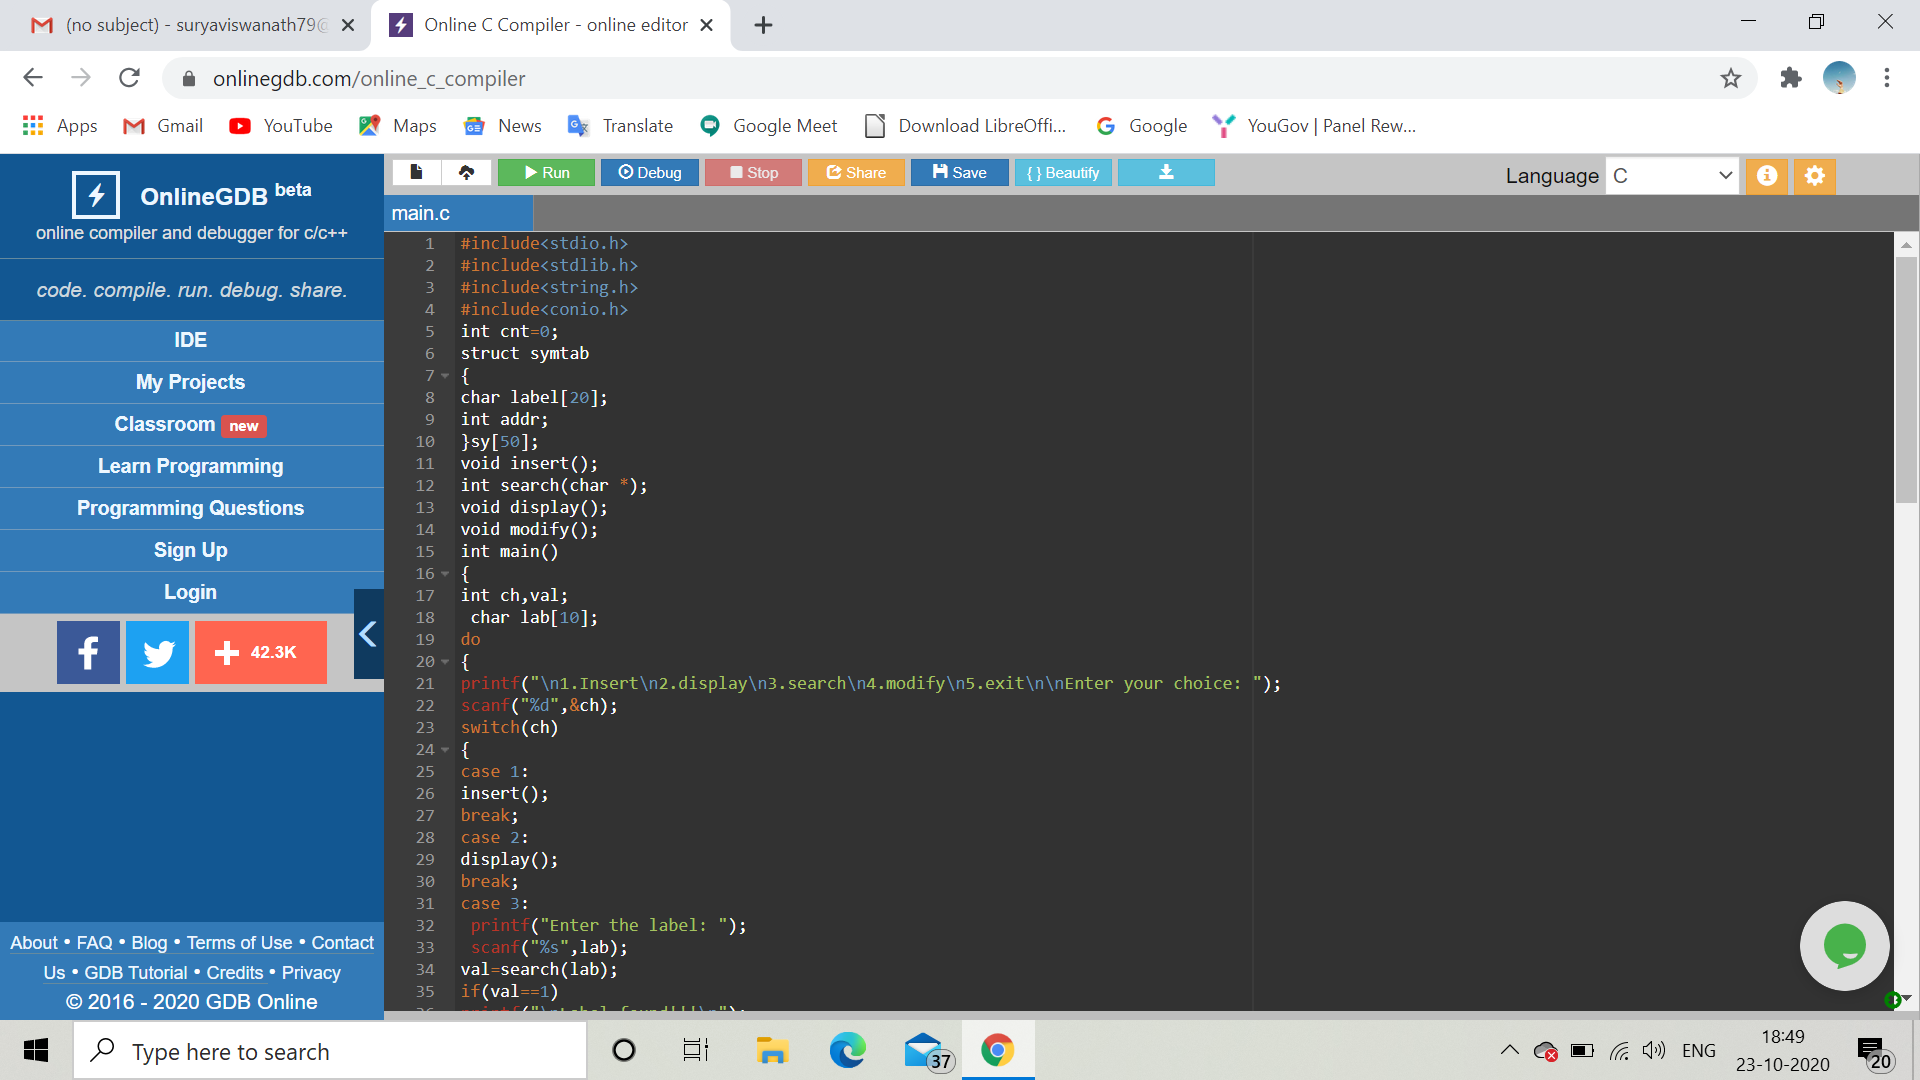 (no subject) - suryaviswanath79@
Online C Compiler - online editor
onlinegdb.com/online_c_compiler
Apps Gmail YouTube Maps News Translate Google Meet Download LibreOffi... Google YouGov | Panel Rew...
OnlineGDB beta
online compiler and debugger for c/c++
code. compile. run. debug. share.
IDE
My Projects
Classroom new
Learn Programming
Programming Questions
Sign Up
Login
f
42.3K
About • FAQ • Blog • Terms of Use • Contact
Us • GDB Tutorial • Credits • Privacy
© 2016 - 2020 GDB Online
Run Debug Stop Share Save { } Beautify
Language C
main.c
1 #include<stdio.h>
2 #include<stdlib.h>
3 #include<string.h>
4 #include<conio.h>
5 int cnt=0;
6 struct symtab
7 {
8 char label[20];
9 int addr;
10 }sy[50];
11 void insert();
12 int search(char *);
13 void display();
14 void modify();
15 int main()
16 {
17 int ch,val;
18 char lab[10];
19 do
20 {
21 printf("\n1.Insert\n2.display\n3.search\n4.modify\n5.exit\n\nEnter your choice: ");
22 scanf("%d",&ch);
23 switch(ch)
24 {
25 case 1:
26 insert();
27 break;
28 case 2:
29 display();
30 break;
31 case 3:
32 printf("Enter the label: ");
33 scanf("%s",lab);
34 val=search(lab);
35 if(val==1)
Type here to search
37
ENG
18:49
23-10-2020
20